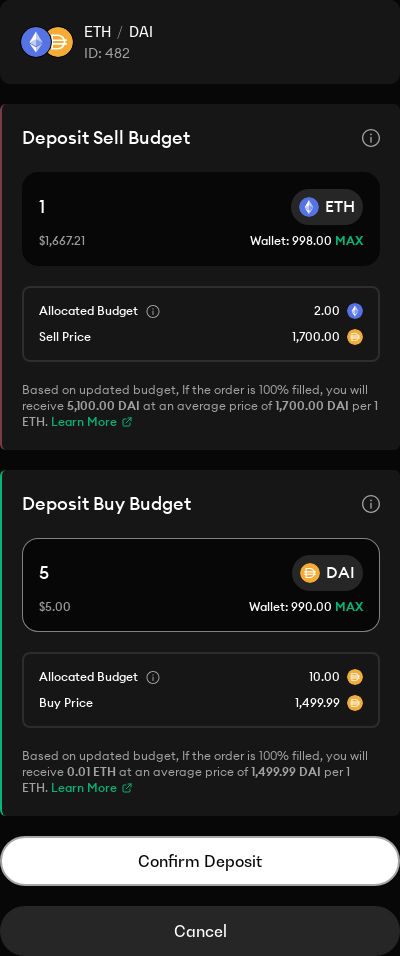 ETH / DAI
ID: 482
Deposit Sell Budget
1
ETH
$1,667.21
Wallet: 998.00 MAX
Allocated Budget
2.00
Sell Price
1,700.00
Based on updated budget, If the order is 100% filled, you will
receive 5,100.00 DAI at an average price of 1,700.00 DAI per 1
ETH. Learn More
Deposit Buy Budget
5
DAI
$5.00
Wallet: 990.00 MAX
Allocated Budget
10.00
Buy Price
1,499.99
Based on updated budget, If the order is 100% filled, you will
receive 0.01 ETH at an average price of 1,499.99 DAI per 1
ETH. Learn More
Confirm Deposit
Cancel